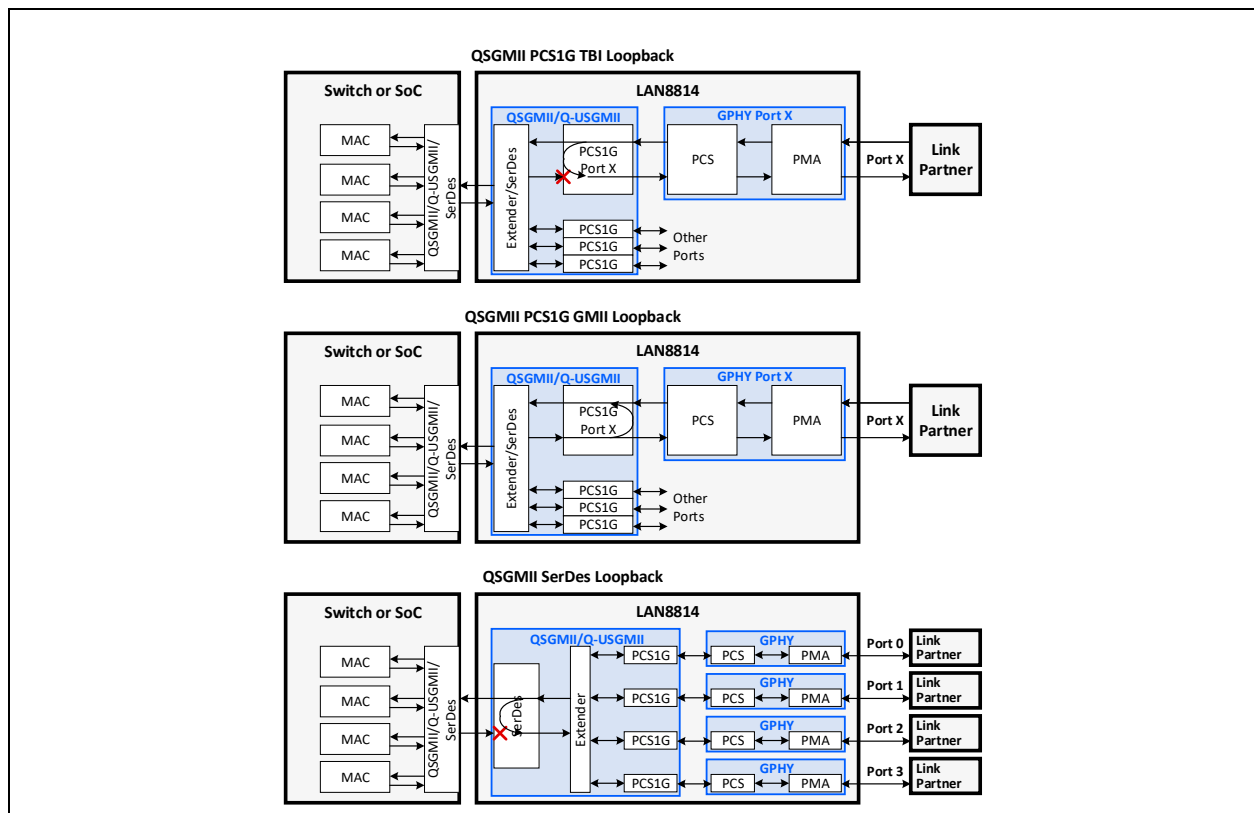 QSGMII PCS1G TBI Loopback
Switch or SoC
LAN8814
MAC
MAC
MAC
MAC
QSGMII/Q-USGMII/
SerDes
QSGMII/Q-USGMII
Extender/SerDes
PCS1G
Port X
PCS1G
PCS1G
PCS1G
Other
Ports
GPHY Port X
PCS
PMA
Port X
Link
Partner
QSGMII PCS1G GMII Loopback
Switch or SoC
LAN8814
MAC
MAC
MAC
MAC
QSGMII/Q-USGMII/
SerDes
QSGMII/Q-USGMII
Extender/SerDes
PCS1G
Port X
PCS1G
PCS1G
PCS1G
Other
Ports
GPHY Port X
PCS
PMA
Port X
Link
Partner
QSGMII SerDes Loopback
Switch or SoC
LAN8814
MAC
MAC
MAC
MAC
QSGMII/Q-USGMII/
SerDes
QSGMII/Q-USGMII
SerDes
Extender
PCS1G
GPHY
PCS
PMA
Port 0
Link
Partner
PCS1G
GPHY
PCS
PMA
Port 1
Link
Partner
PCS1G
GPHY
PCS
PMA
Port 2
Link
Partner
PCS1G
GPHY
PCS
PMA
Port 3
Link
Partner